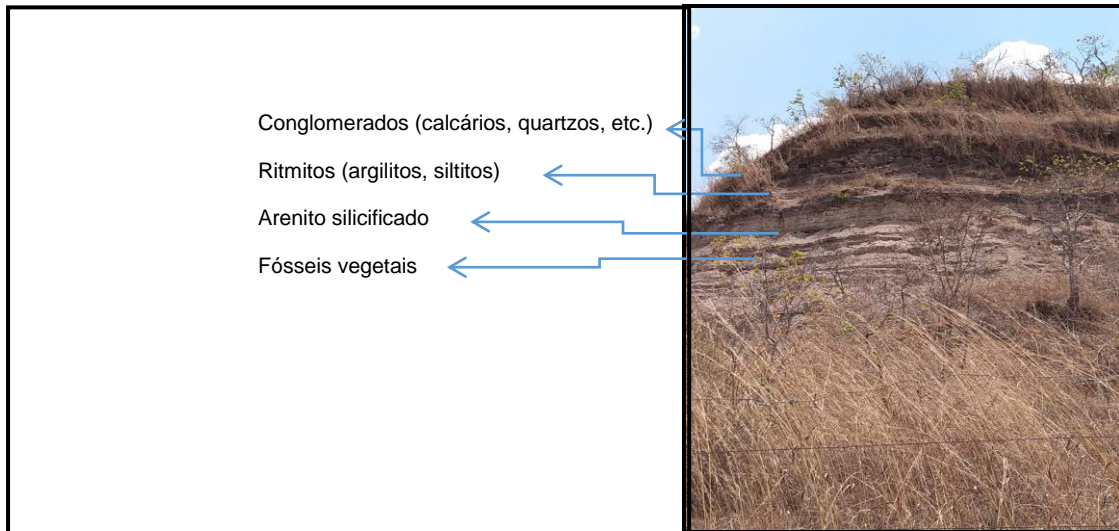 Conglomerados (calcários, quartzos, etc.)
Ritmitos (argilitos, siltitos)
Arenito silicificado
Fósseis vegetais